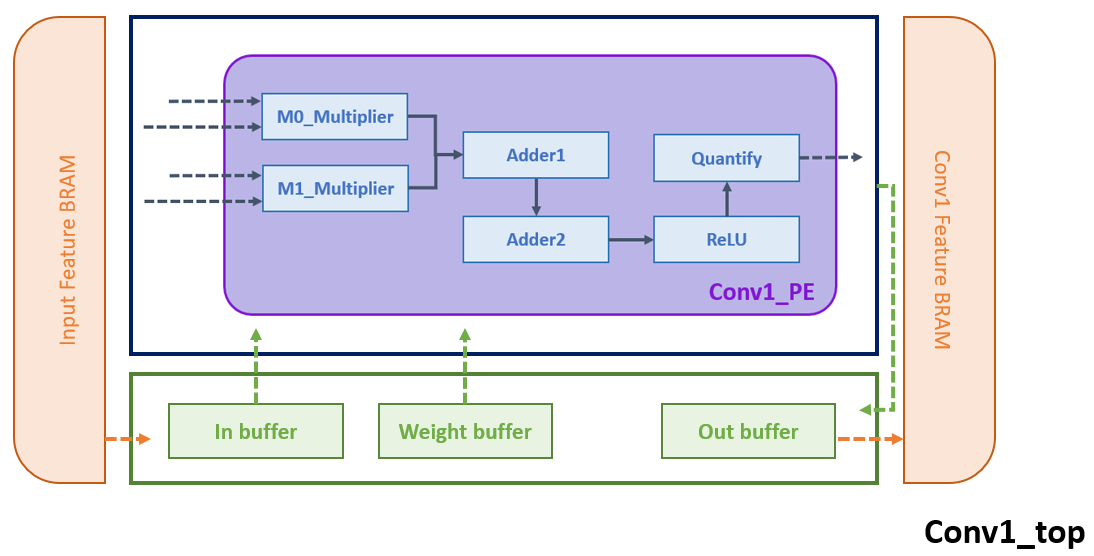 Input Feature BRAM
M0_Multiplier
M1_Multiplier
Adder1
Adder2
Quantify
ReLU
Conv1_PE
Conv1 Feature BRAM
In buffer
Weight buffer
Out buffer
Conv1_top